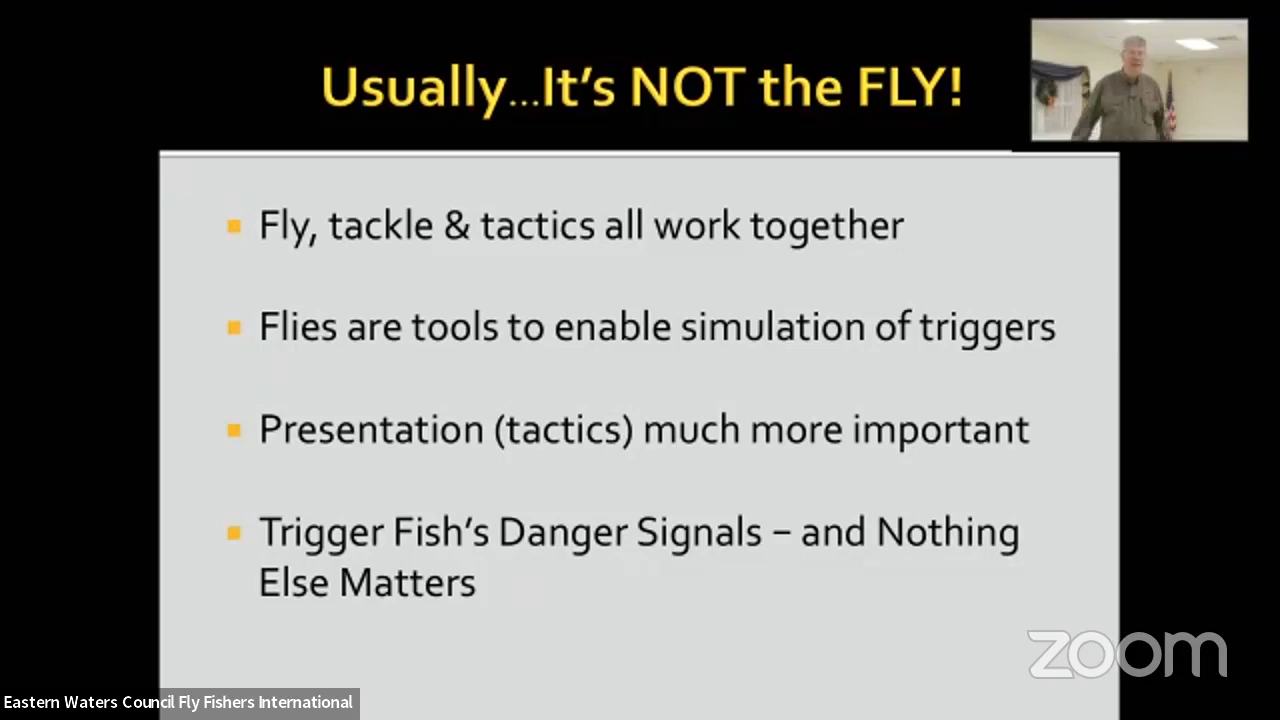 Usually...It's NOT the FLY!
Fly, tackle & tactics all work together
Flies are tools to enable simulation of triggers
Presentation (tactics) much more important
Trigger Fish's Danger Signals – and Nothing
Else Matters
zoom
Eastern Waters Council Fly Fishers International